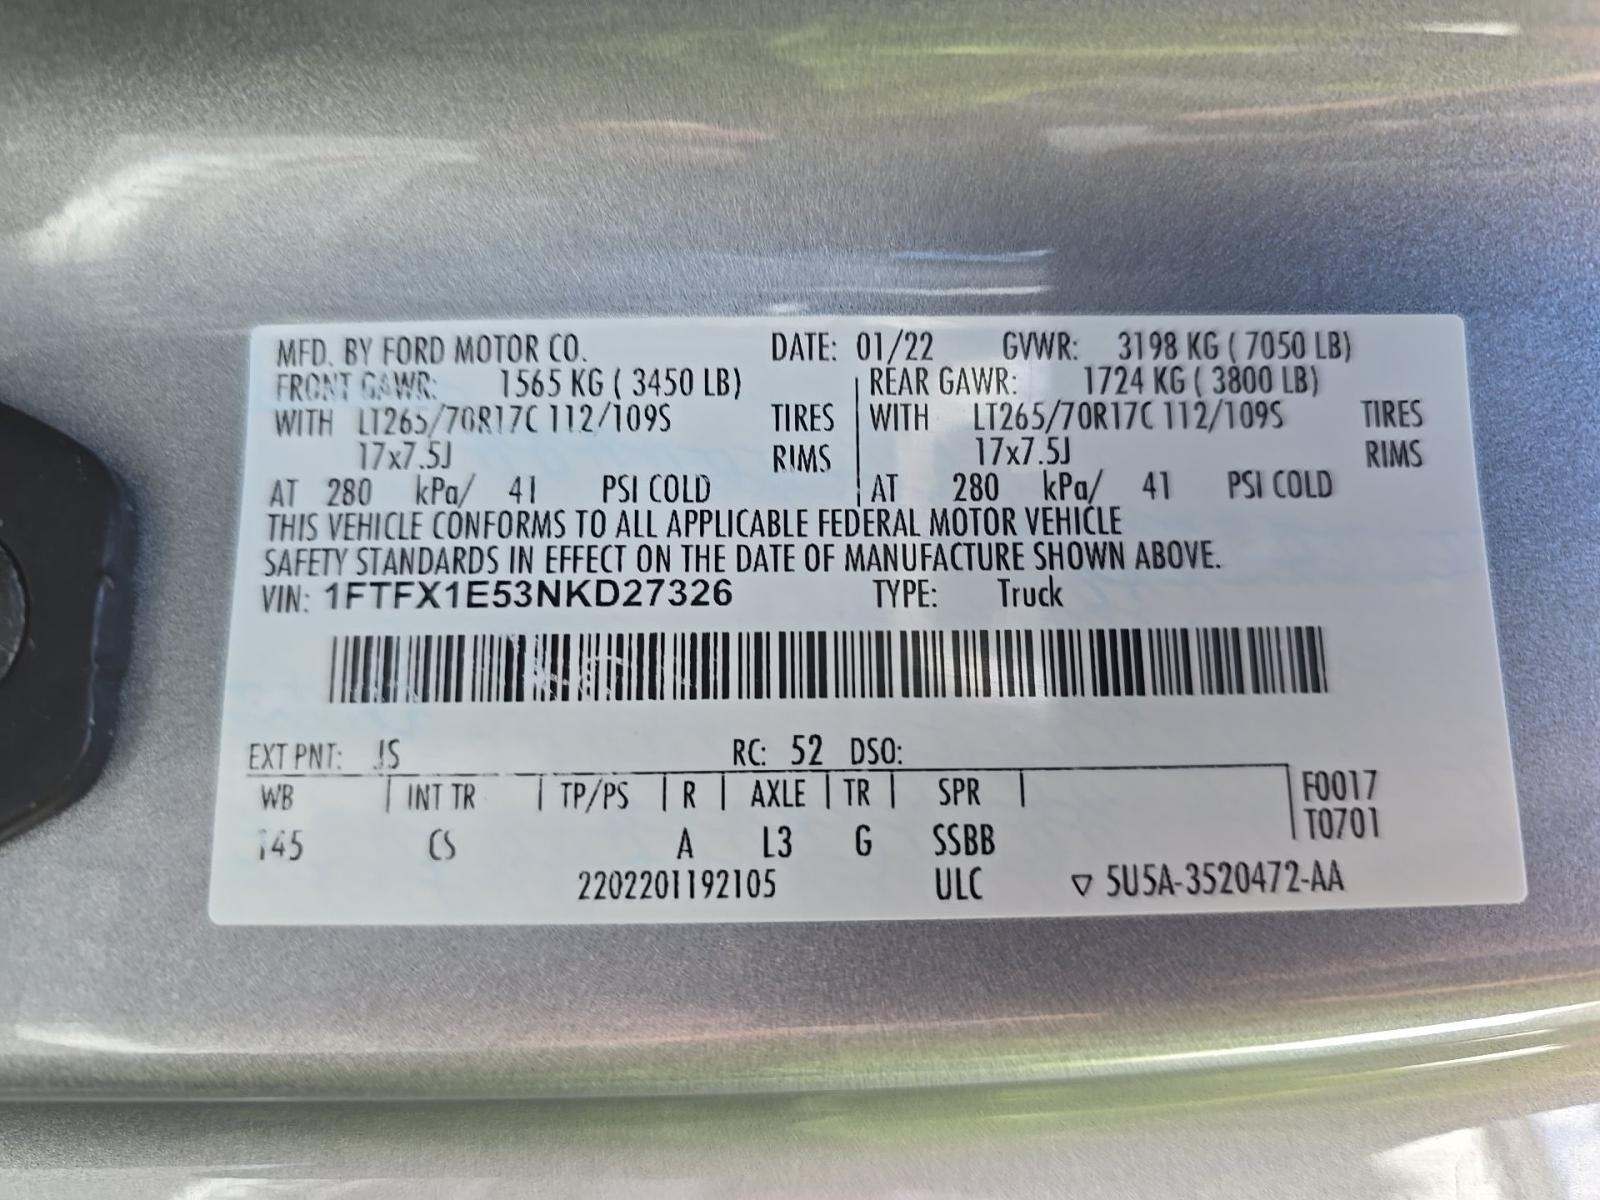 MFD. BY FORD MOTOR CO. DATE: 01/22 GVWR: 3198 KG ( 7050 LB)
FRONT GAWR: 1565 KG ( 3450 LB) REAR GAWR: 1724 KG ( 3800 LB)
WITH LT265/70R17C 112/109S TIRES WITH LT265/70R17C 112/109S TIRES
17x7.5J RIMS 17x7.5J RIMS
AT 280 kPa/ 41 PSI COLD AT 280 kPa/ 41 PSI COLD
THIS VEHICLE CONFORMS TO ALL APPLICABLE FEDERAL MOTOR VEHICLE
SAFETY STANDARDS IN EFFECT ON THE DATE OF MANUFACTURE SHOWN ABOVE.
VIN: 1FTFX1E53NKD27326 TYPE: Truck
EXT PNT: JS RC: 52 DSO:
WB INT TR TP/PS R AXLE TR SPR F0017
T0701
145 CS A L3 G SSBB
2202201192105 ULC ▽ 5U5A-3520472-AA